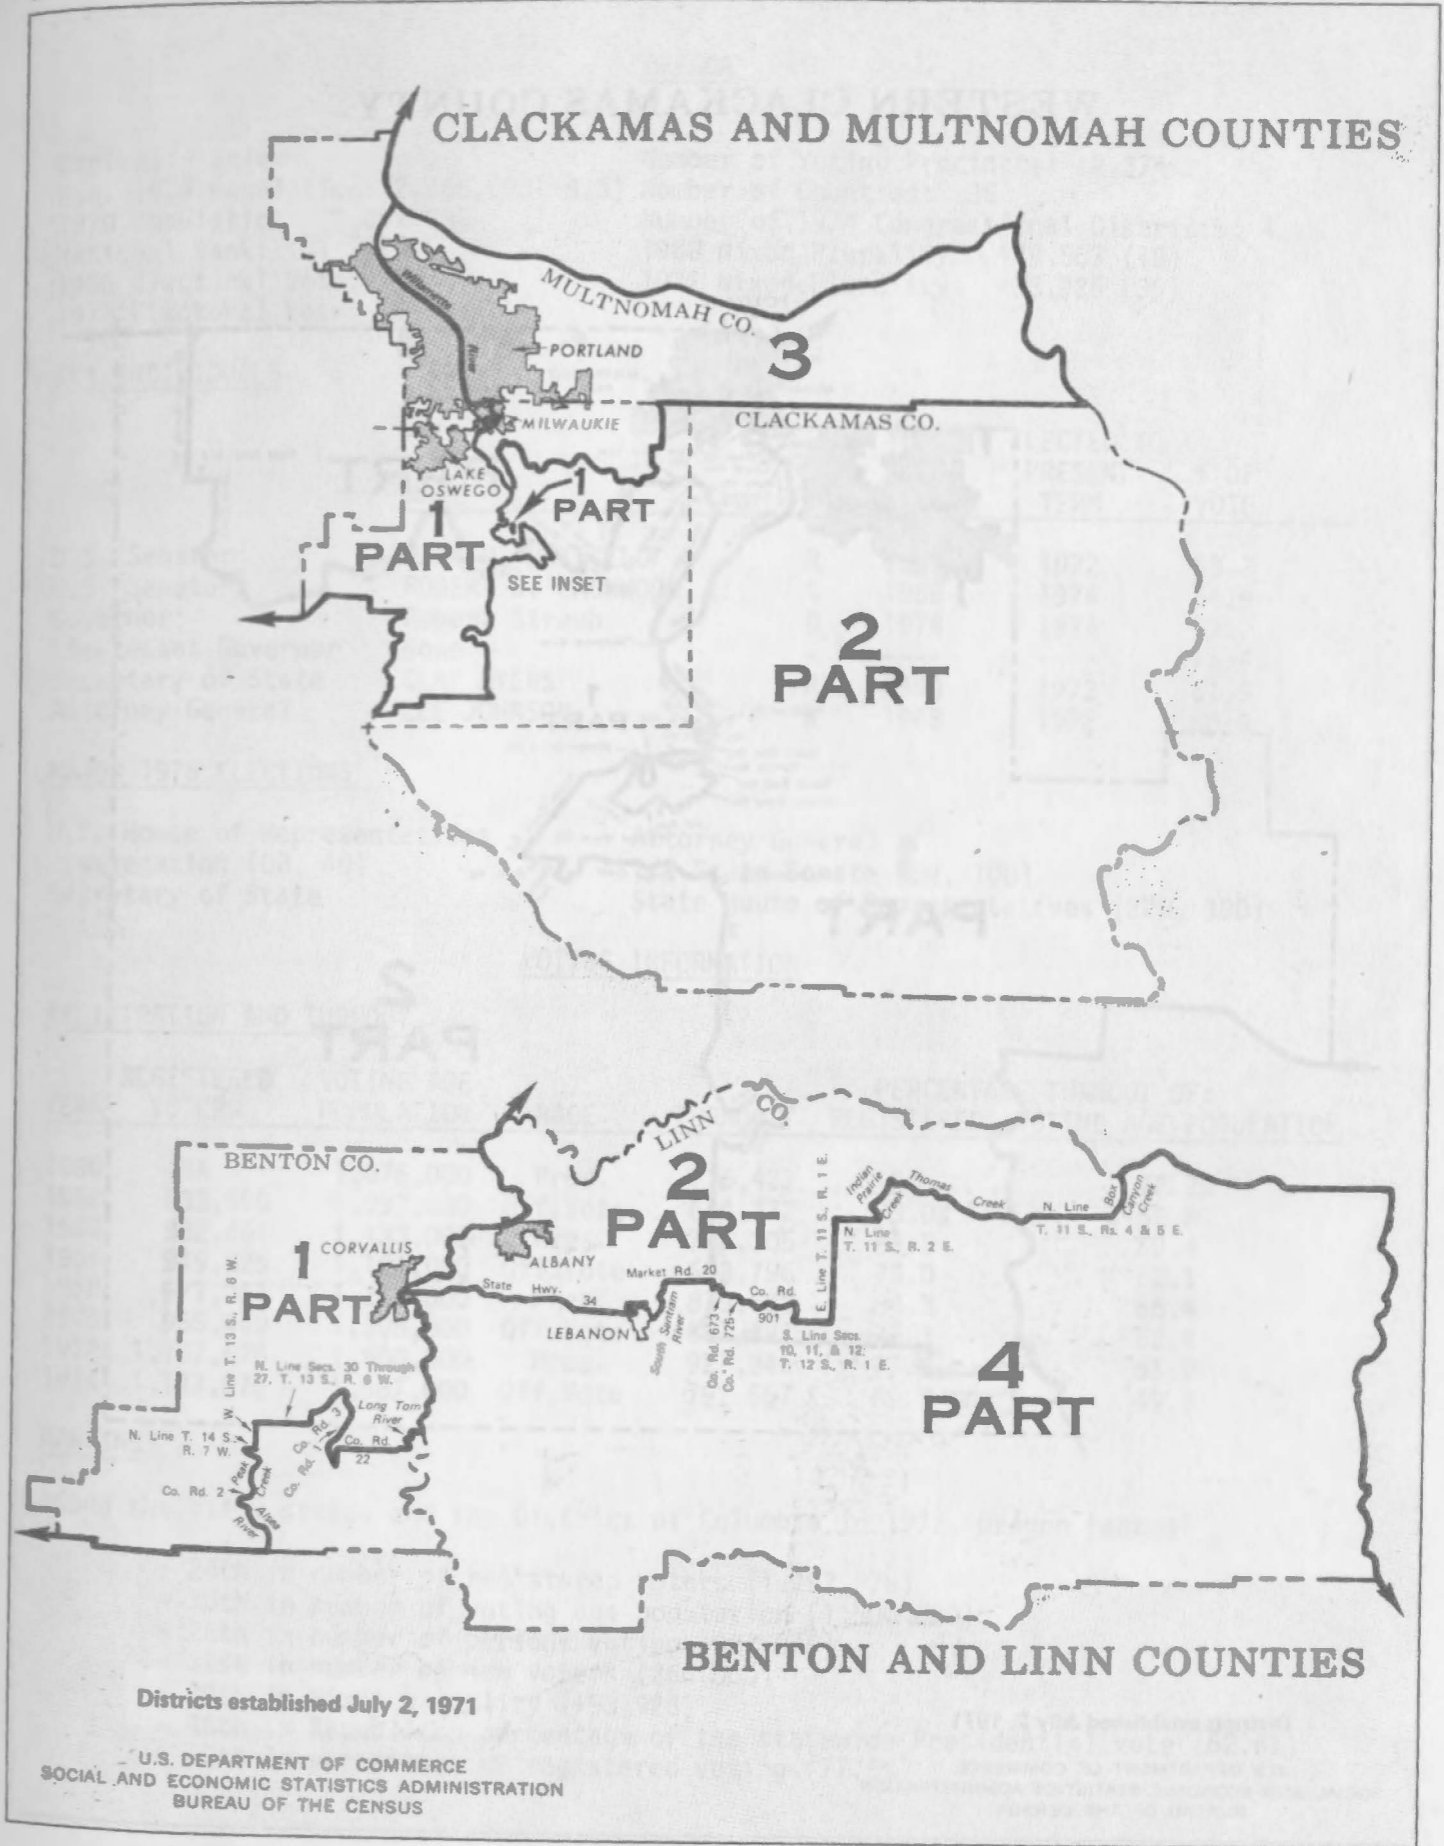 CLACKAMAS AND MULTNOMAH COUNTIES
MULTNOMAH CO.
Willamette
River
PORTLAND
3
MILWAUKIE
CLACKAMAS CO.
LAKE
OSWEGO
1
PART
1
PART
SEE INSET
2
PART
LINN CO.
BENTON CO.
2
PART
1
PART
CORVALLIS
ALBANY
State Hwy. 34
LEBANON
South Santiam
River
Market Rd. 20
Co. Rd. 673
Co. Rd. 725
Co. Rd.
901
E. Line T. 11 S., R. 1 E.
S. Line Secs.
10, 11, & 12;
T. 12 S., R. 1 E.
Indian
Prairie
Creek
Thomas
Creek
N. Line
T. 11 S., R. 2 E.
N. Line
T. 11 S., Rs. 4 & 5 E.
Box
Canyon
Creek
4
PART
W. Line T. 13 S., R. 6 W.
N. Line Secs. 30 Through
27, T. 13 S., R. 6 W.
N. Line T. 14 S.
R. 7 W.
Co. Rd. 3
Co. Rd. 1
Long Tom
River
Co. Rd.
22
Co. Rd. 2
Peak
Creek
Alsea
River
BENTON AND LINN COUNTIES
Districts established July 2, 1971
U.S. DEPARTMENT OF COMMERCE
SOCIAL AND ECONOMIC STATISTICS ADMINISTRATION
BUREAU OF THE CENSUS